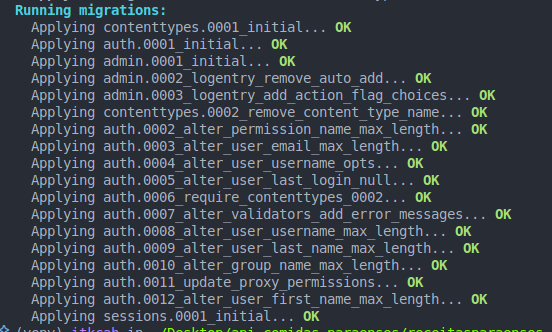 Running migrations:
Applying contenttypes.0001_initial... OK
Applying auth.0001_initial... OK
Applying admin.0001_initial... OK
Applying admin.0002_logentry_remove_auto_add... OK
Applying admin.0003_logentry_add_action_flag_choices... OK
Applying contenttypes.0002_remove_content_type_name... OK
Applying auth.0002_alter_permission_name_max_length... OK
Applying auth.0003_alter_user_email_max_length... OK
Applying auth.0004_alter_user_username_opts... OK
Applying auth.0005_alter_user_last_login_null... OK
Applying auth.0006_require_contenttypes_0002... OK
Applying auth.0007_alter_validators_add_error_messages... OK
Applying auth.0008_alter_user_username_max_length... OK
Applying auth.0009_alter_user_last_name_max_length... OK
Applying auth.0010_alter_group_name_max_length... OK
Applying auth.0011_update_proxy_permissions... OK
Applying auth.0012_alter_user_first_name_max_length... OK
Applying sessions.0001_initial... OK